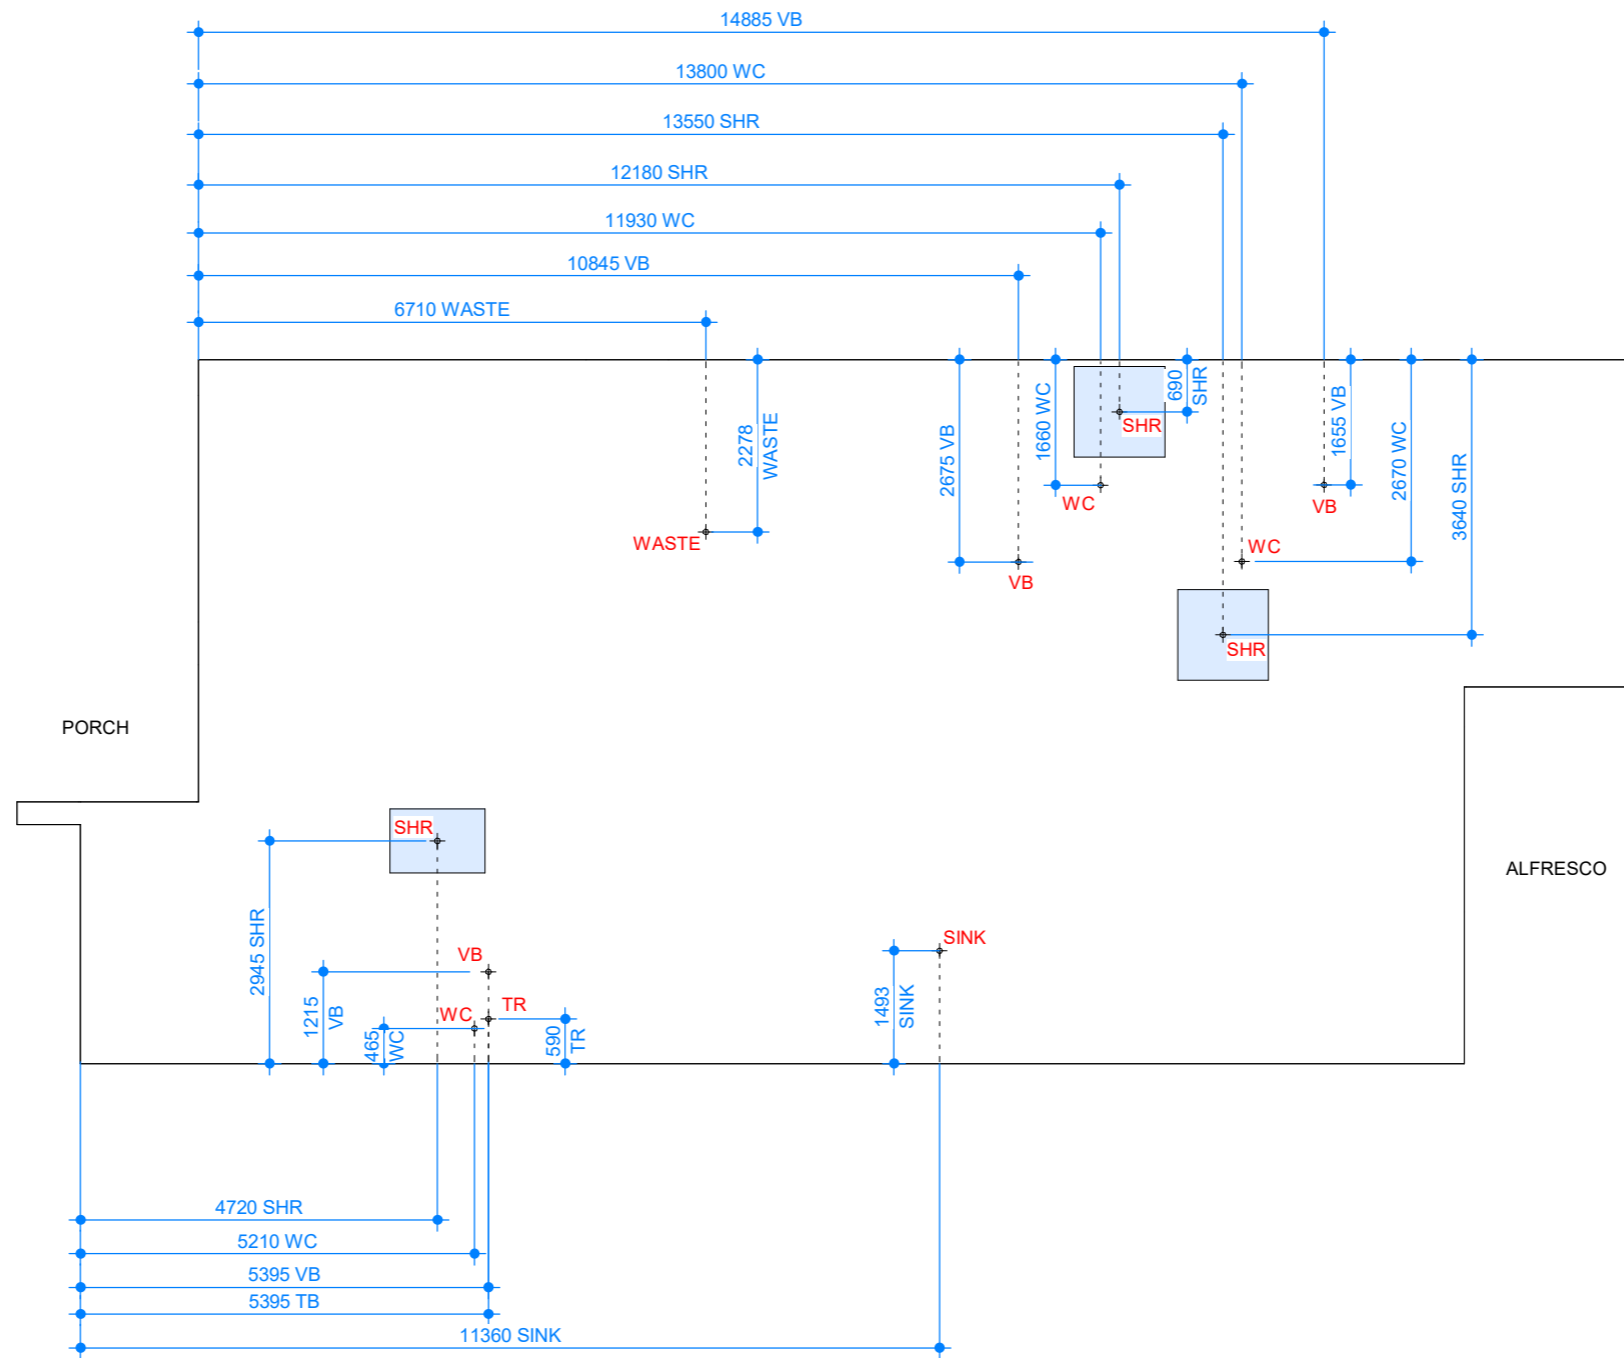 14885 VB
13800 WC
13550 SHR
12180 SHR
11930 WC
10845 VB
6710 WASTE
2278
WASTE
2675 VB
1660 WC
690
SHR
1655 VB
2670 WC
3640 SHR
SHR
WC
VB
WASTE
VB
WC
SHR
PORCH
ALFRESCO
SHR
2945 SHR
VB
1215
VB
WC
TR
465
WC
590
TR
SINK
1493
SINK
4720 SHR
5210 WC
5395 VB
5395 TB
11360 SINK